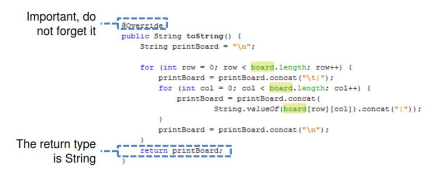 Important, do
not forget it
@Override
public String toString() {
String printBoard = "\n";
for (int row = 0; row < board.length; row++) {
printBoard = printBoard.concat("\t|");
for (int col = 0; col < board.length; col++) {
printBoard = printBoard.concat(
String.valueOf(board[row][col]).concat("|"));
}
printBoard = printBoard.concat("\n");
}
The return type
is String
return printBoard;
}